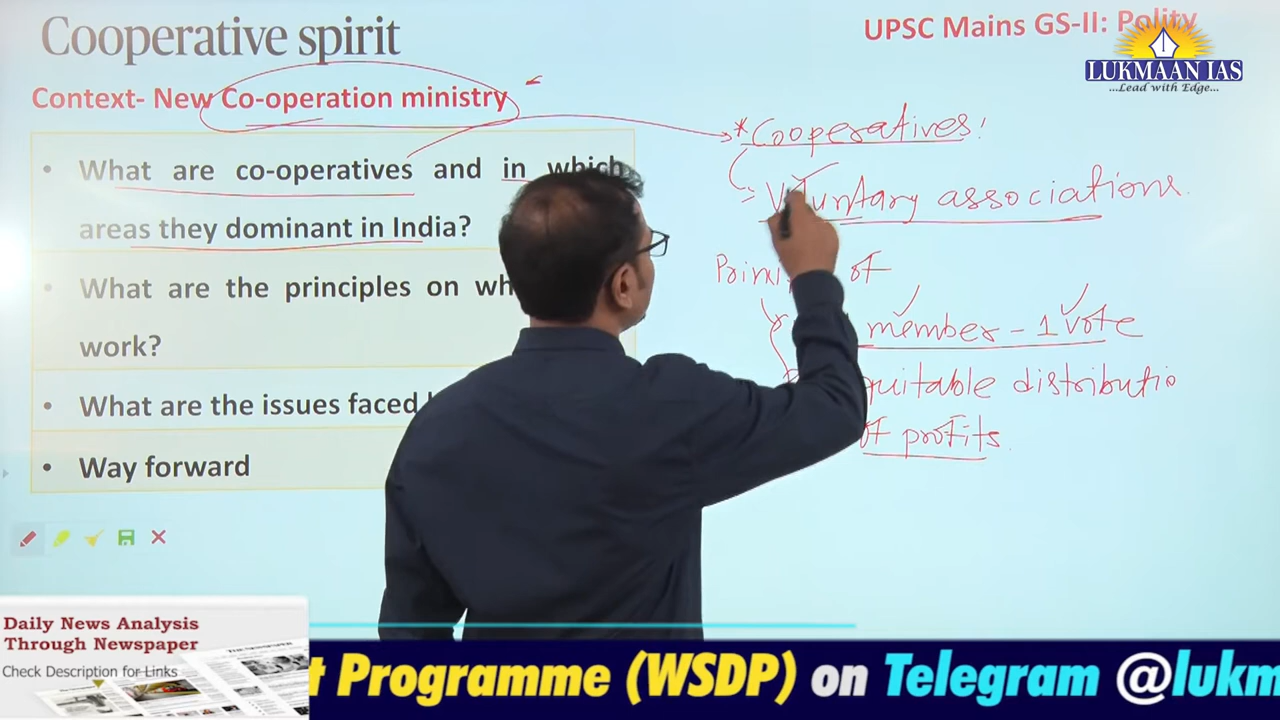 Cooperative spirit
UPSC Mains GS-II: Polity
LUKMAAN IAS
...Lead with Edge...
Context- New Co-operation ministry
• What are co-operatives and in which
areas they dominant in India?
• What are the principles on
work?
• What are the issues faced
• Way forward
* Cooperatives!
Voluntary associations.
of
member - 1 vote
distributio
of profits.
Daily News Analysis
Through Newspaper
Check Description for Links
t Programme (WSDP) on Telegram @lukm